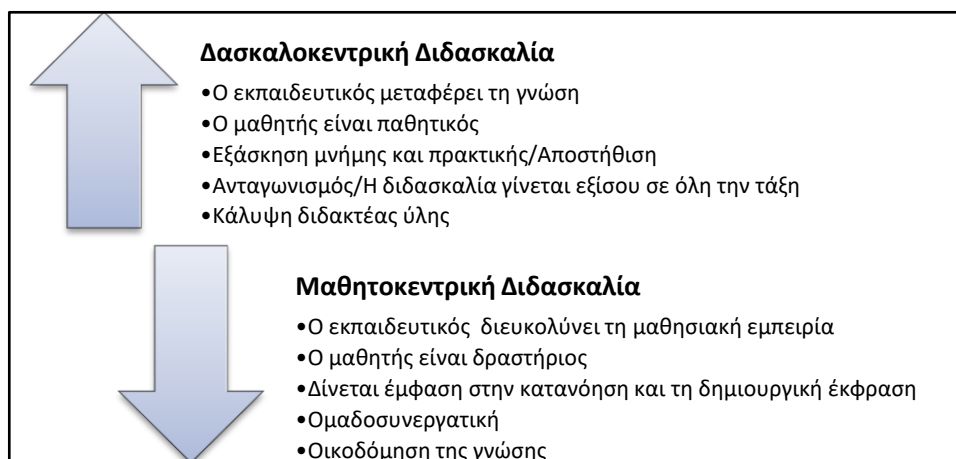 Δασκαλοκεντρική Διδασκαλία
•Ο εκπαιδευτικός μεταφέρει τη γνώση
•Ο μαθητής είναι παθητικός
•Εξάσκηση μνήμης και πρακτικής/Αποστήθιση
•Ανταγωνισμός/Η διδασκαλία γίνεται εξίσου σε όλη την τάξη
•Κάλυψη διδακτέας ύλης
Μαθητοκεντρική Διδασκαλία
•Ο εκπαιδευτικός διευκολύνει τη μαθησιακή εμπειρία
•Ο μαθητής είναι δραστήριος
•Δίνεται έμφαση στην κατανόηση και τη δημιουργική έκφραση
•Ομαδοσυνεργατική
•Οικοδόμηση της γνώσης